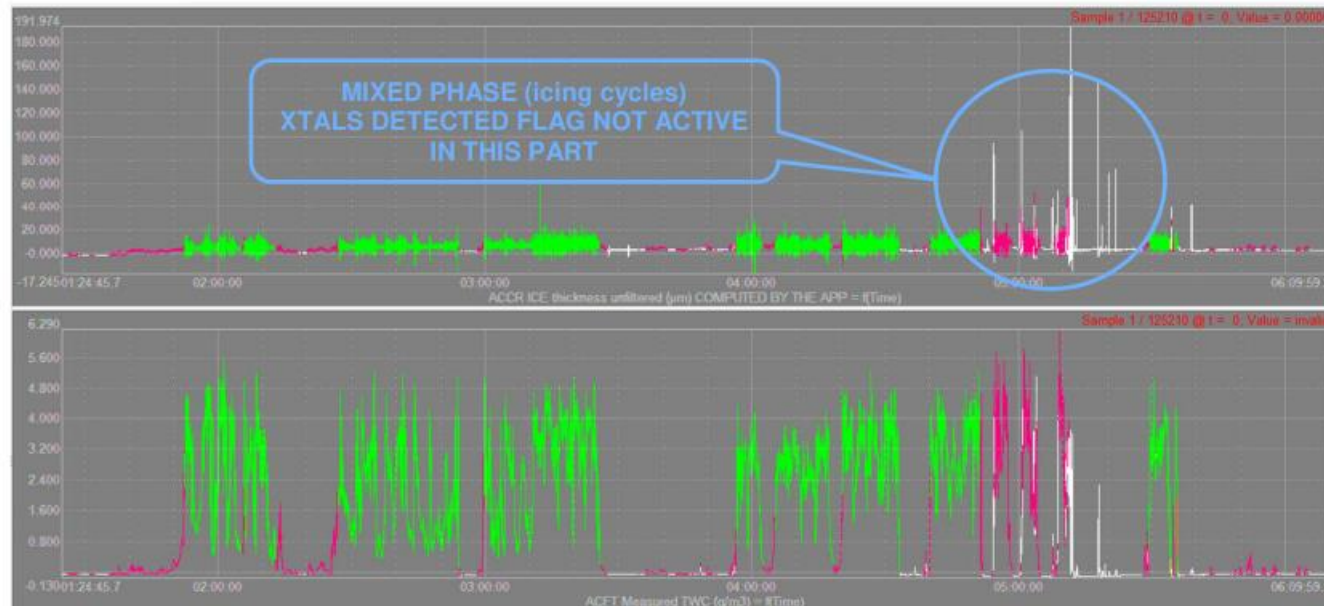 191.974
Sample 1 / 125210 @ t = 0, Value = 0.00000
180.000
160.000
140.000
120.000
100.000
80.000
60.000
40.000
20.000
-0.000
-17.245
MIXED PHASE (icing cycles)
XTALS DETECTED FLAG NOT ACTIVE
IN THIS PART
01:24:45.7 02:00:00 03:00:00 04:00:00 05:00:00 06:09:59.
ACCR ICE thickness unfiltered (µm) COMPUTED BY THE APP = f(Time)
6.290
Sample 1 / 125210 @ t = 0, Value = invali
5.600
4.800
4.000
3.200
2.400
1.600
0.800
-0.130
01:24:45.7 02:00:00 03:00:00 04:00:00 05:00:00 06:09:59.
ACFT Measured TWC (g/m3) = f(Time)